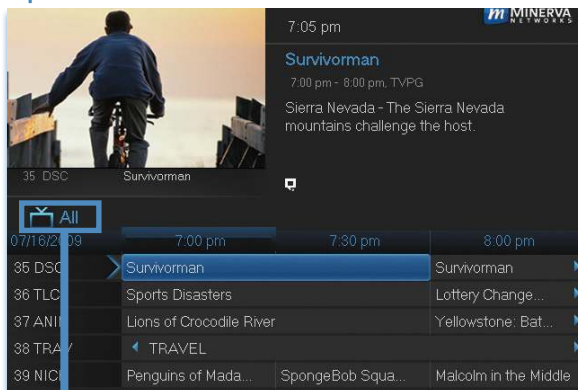 7:05 pm
MINERVA
NETWORKS
Survivorman
7:00 pm - 8:00 pm, TVPG
Sierra Nevada - The Sierra Nevada
mountains challenge the host.
35 DSC Survivorman
All
07/16/2009 7:00 pm 7:30 pm 8:00 pm
35 DSC Survivorman Survivorman
36 TLC Sports Disasters Lottery Change...
37 ANI Lions of Crocodile River Yellowstone: Bat...
38 TRAV TRAVEL
39 NICK Penguins of Mada... SpongeBob Squa... Malcolm in the Middle